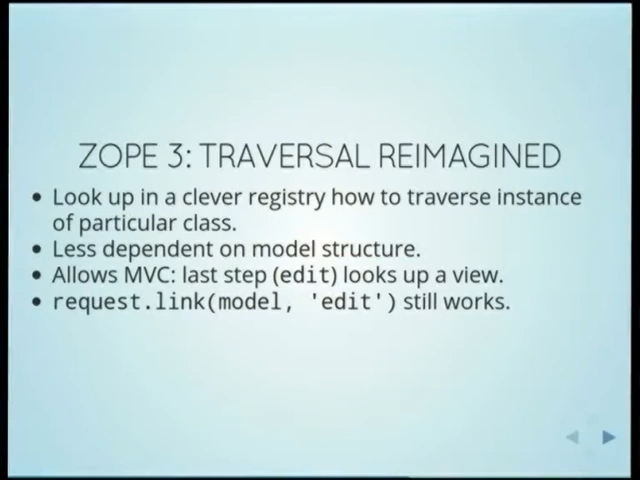 ZOPE 3: TRAVERSAL REIMAGINED
• Look up in a clever registry how to traverse instance
of particular class.
• Less dependent on model structure.
• Allows MVC: last step (edit) looks up a view.
• request.link(model, 'edit') still works.